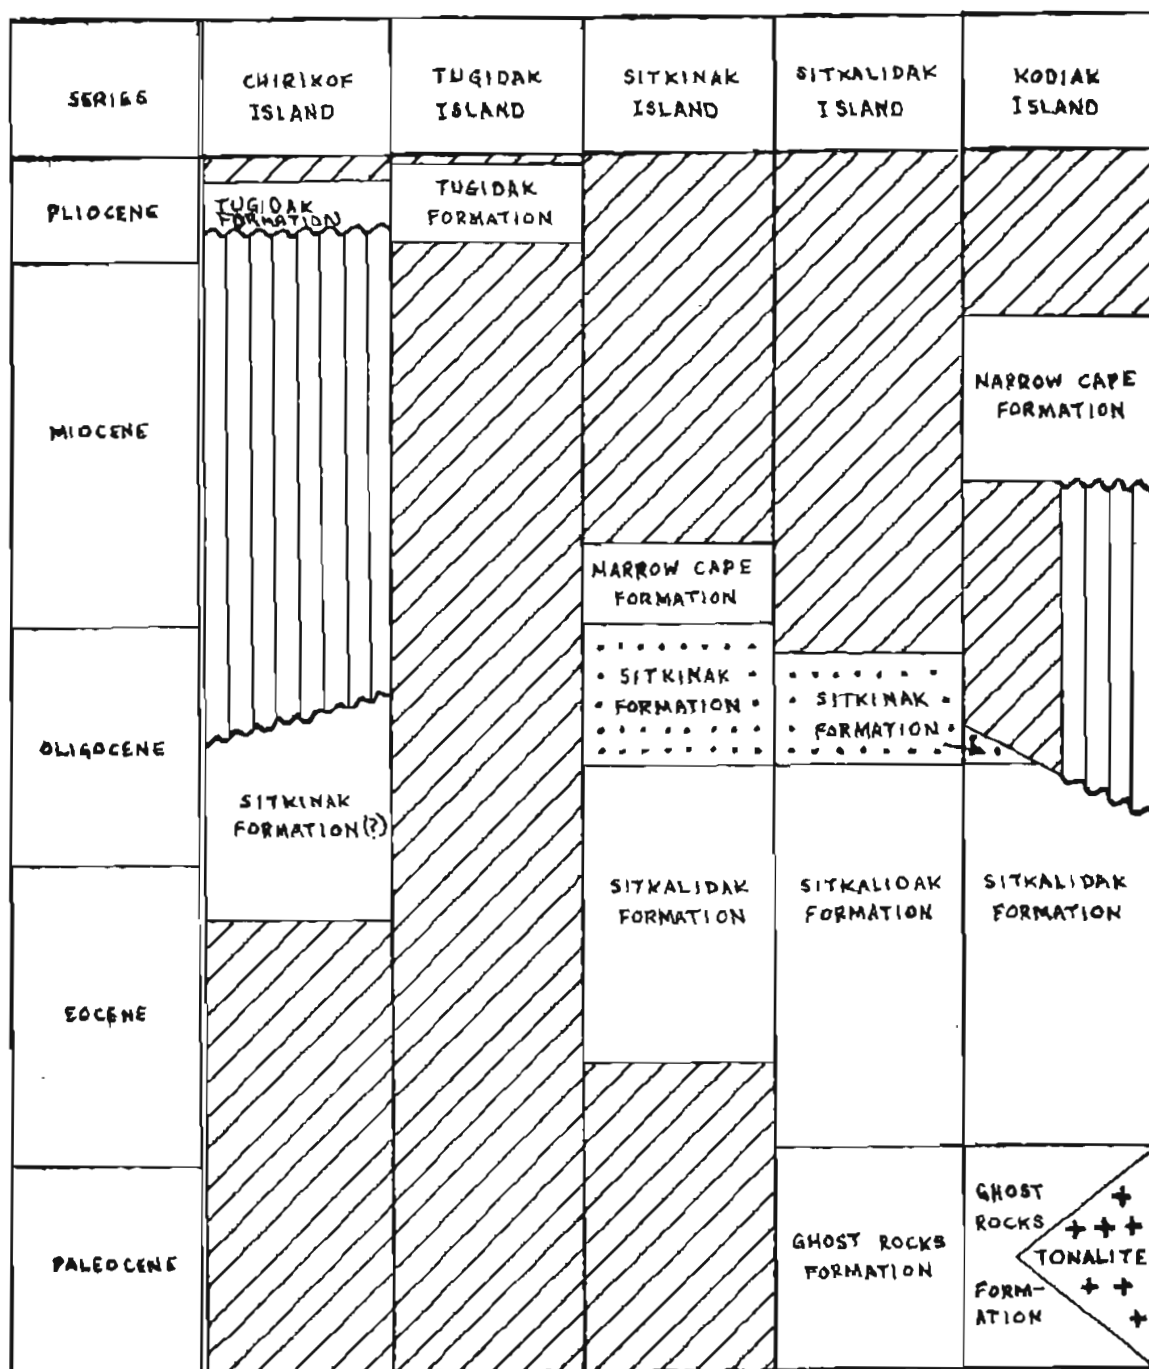 SERIES
CHIRIKOF
ISLAND
TUGIDAK
ISLAND
SITKINAK
ISLAND
SITKALIDAK
ISLAND
KODIAK
ISLAND
PLIOCENE
TUGIDAK
FORMATION
TUGIDAK
FORMATION
MIOCENE
NARROW CAPE
FORMATION
NARROW CAPE
FORMATION
OLIGOCENE
SITKINAK
FORMATION(?)
SITKINAK
FORMATION
SITKINAK
FORMATION
EOCENE
SITKALIDAK
FORMATION
SITKALIDAK
FORMATION
SITKALIDAK
FORMATION
PALEOCENE
GHOST ROCKS
FORMATION
GHOST
ROCKS
TONALITE
FORM-
ATION